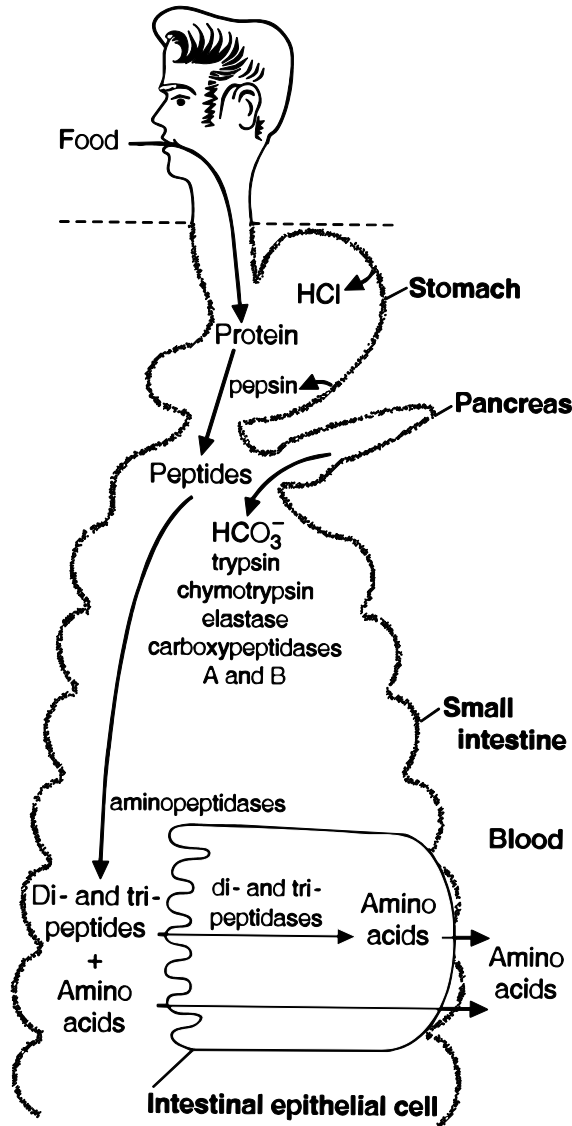 Food
HCl
Stomach
Protein
pepsin
Pancreas
Peptides
HCO₃⁻
trypsin
chymotrypsin
elastase
carboxypeptidases
A and B
Small
intestine
aminopeptidases
Blood
Di- and tri-
peptides
+
Amino
acids
di- and tri-
peptidases
Amino
acids
Amino
acids
Intestinal epithelial cell